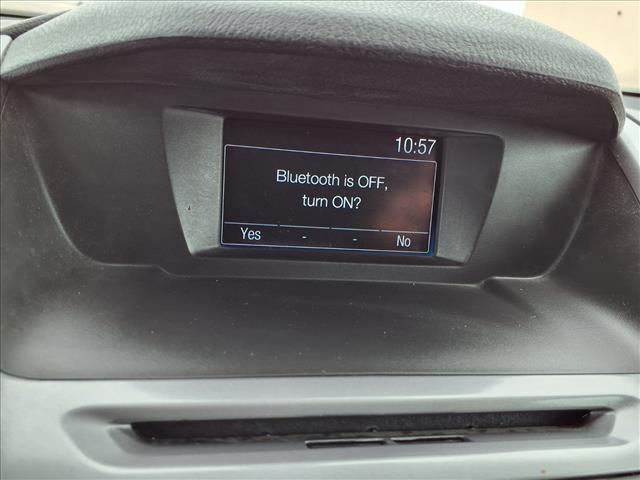 10:57
Bluetooth is OFF,
turn ON?
Yes - - No